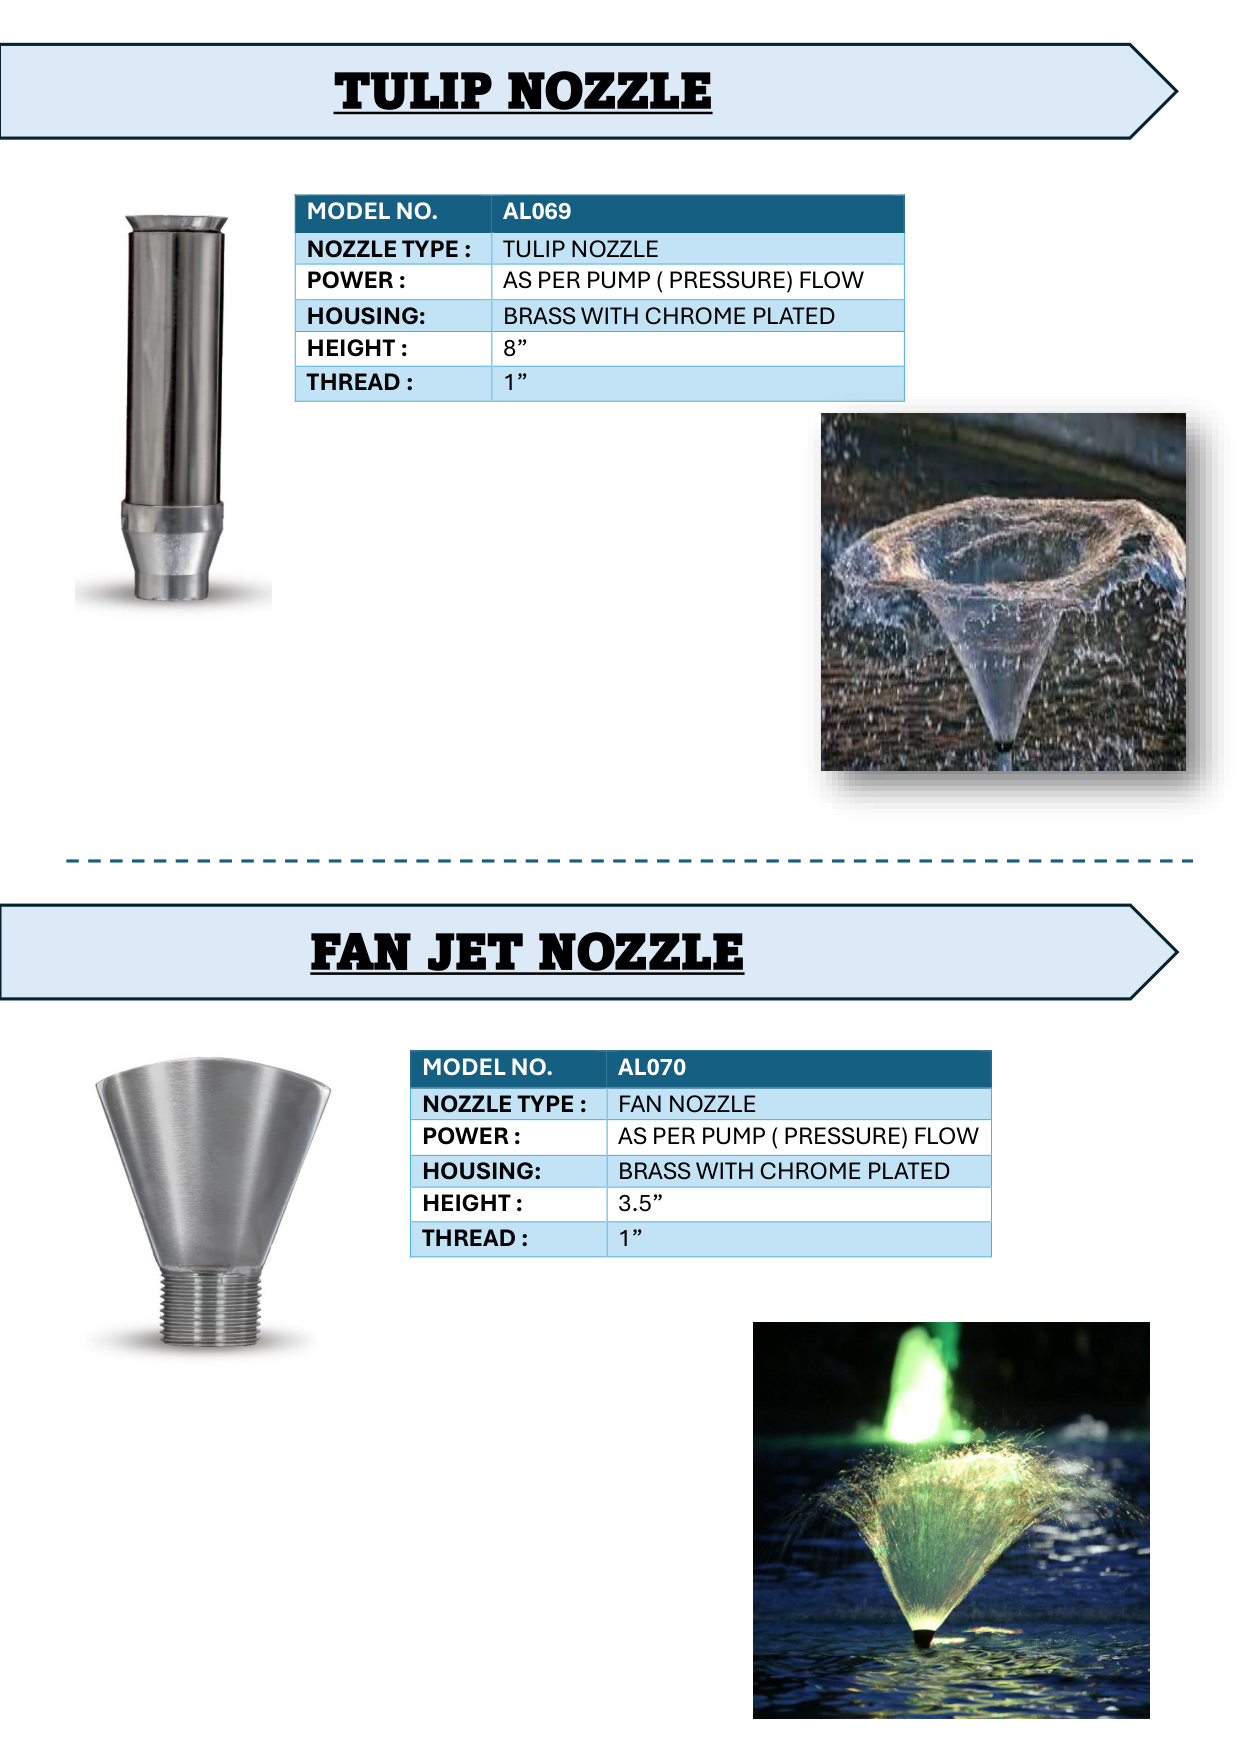 TULIP NOZZLE
MODEL NO. AL069
NOZZLE TYPE : TULIP NOZZLE
POWER : AS PER PUMP ( PRESSURE) FLOW
HOUSING: BRASS WITH CHROME PLATED
HEIGHT : 8”
THREAD : 1”
FAN JET NOZZLE
MODEL NO. AL070
NOZZLE TYPE : FAN NOZZLE
POWER : AS PER PUMP ( PRESSURE) FLOW
HOUSING: BRASS WITH CHROME PLATED
HEIGHT : 3.5”
THREAD : 1”